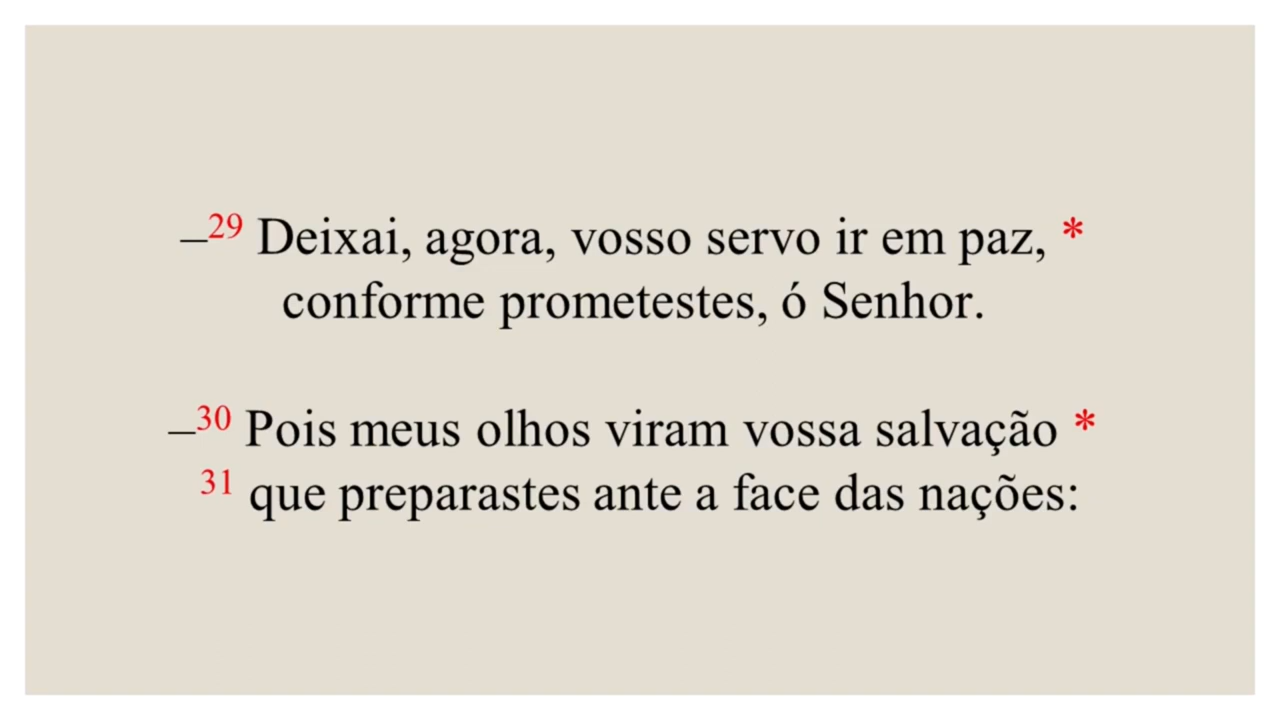 –29 Deixai, agora, vosso servo ir em paz, *
conforme prometestes, ó Senhor.
–30 Pois meus olhos viram vossa salvação *
31 que preparastes ante a face das nações: